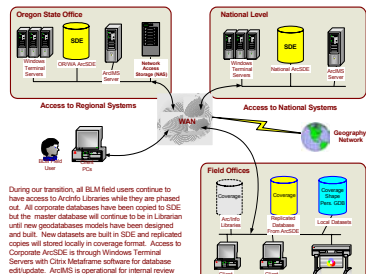 Oregon State Office
National Level
SDE
SDE
Windows
Terminal
Servers
OR/WA ArcSDE
ArcIMS
Server
Network
Access
Storage (NAS)
Windows
Terminal
Servers
National ArcSDE
ArcIMS
Server
Access to Regional Systems
Access to National Systems
WAN
Geography
Network
BLM Field
User
PCs
Field Offices
Coverage
Coverage
Coverage
Shape
Pers. GDB
Arc/Info
Libraries
Replicated
Database
From ArcSDE
Local Datasets
During our transition, all BLM field users continue to
have access to ArcInfo Libraries while they are phased
out. All corporate databases have been copied to SDE
but the master database will continue to be in Librarian
until new geodatabases models have been designed
and built. New datasets are built in SDE and replicated
copies will stored locally in coverage format. Access to
Corporate ArcSDE is through Windows Terminal
Servers with Citrix Metaframe software for database
edit/update. ArcIMS is operational for internal review